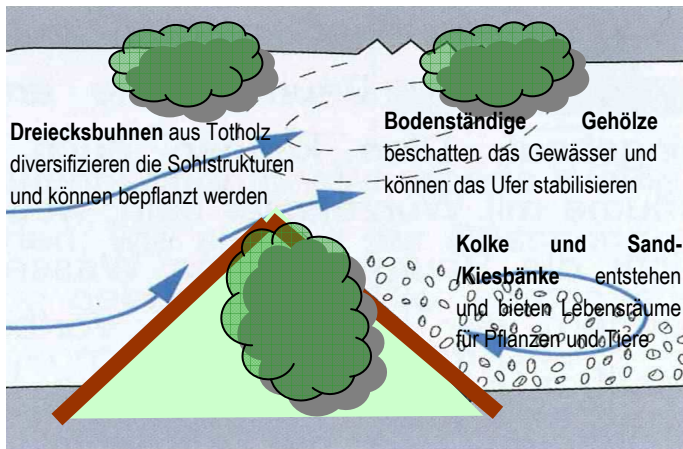 Dreiecksbuhnen aus Totholz
diversifizieren die Sohlstrukturen
und können bepflanzt werden
Bodenständige Gehölze
beschatten das Gewässer und
können das Ufer stabilisieren
Kolke und Sand-
/Kiesbänke entstehen
und bieten Lebensräume
für Pflanzen und Tiere